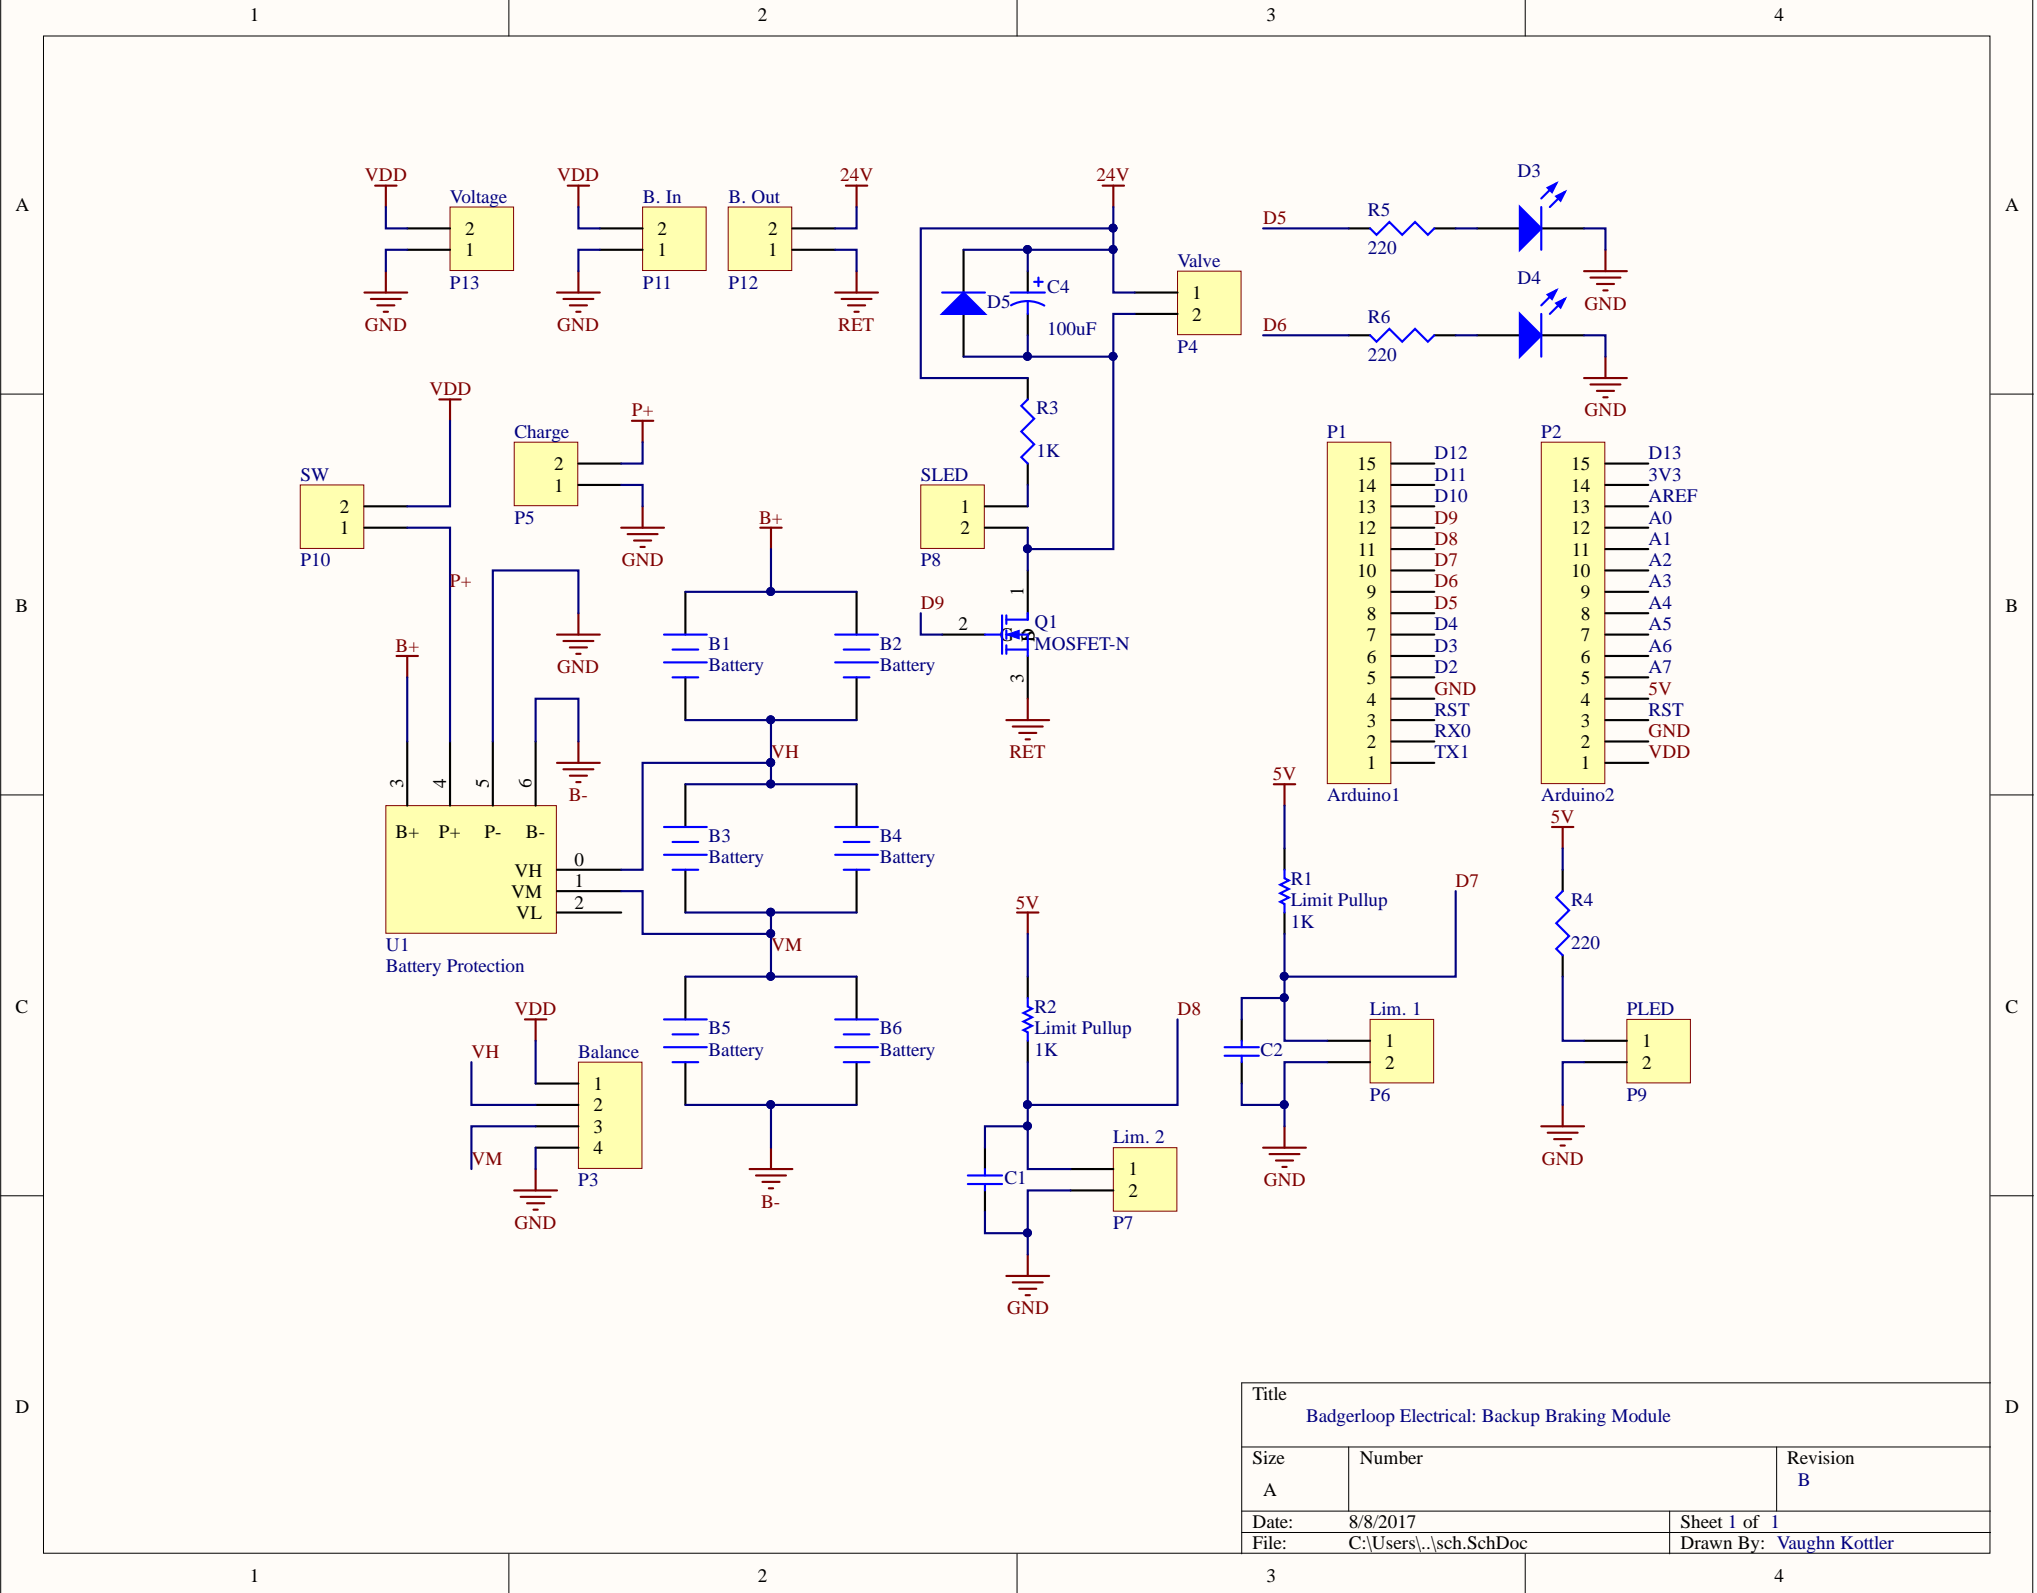 1 2 3 4
A A
B B
C C
D D
1 2 3 4
VDD
Voltage
2
1
P13
GND
VDD
B. In
2
1
P11
GND
B. Out
24V
2
1
P12
RET
24V
Valve
1
2
P4
D5
C4
+
100uF
R3
1K
SLED
1
2
P8
D9
2
1
3
G
D
S
Q1
MOSFET-N
RET
D5
R5
220
D3
GND
D6
R6
220
D4
GND
VDD
SW
2
1
P10
P+
Charge
P+
2
1
P5
GND
B+
GND
B-
3 4 5 6
B+ P+ P- B-
VH 0
VM 1
VL 2
U1
Battery Protection
B+
B1
Battery
B2
Battery
VH
B3
Battery
B4
Battery
VM
B5
Battery
B6
Battery
B-
VDD
VH
Balance
1
2
3
4
VM
P3
GND
P1
15 D12
14 D11
13 D10
12 D9
11 D8
10 D7
9 D6
8 D5
7 D4
6 D3
5 D2
4 GND
3 RST
2 RX0
1 TX1
Arduino1
P2
15 D13
14 3V3
13 AREF
12 A0
11 A1
10 A2
9 A3
8 A4
7 A5
6 A6
5 A7
4 5V
3 RST
2 GND
1 VDD
Arduino2
5V
R2
Limit Pullup
1K
D8
C1
Lim. 2
1
2
P7
GND
5V
R1
Limit Pullup
1K
D7
C2
Lim. 1
1
2
P6
GND
5V
R4
220
PLED
1
2
P9
GND
Title
Badgerloop Electrical: Backup Braking Module
Size Number Revision
A B
Date: 8/8/2017 Sheet 1 of 1
File: C:\Users\..\sch.SchDoc Drawn By: Vaughn Kottler